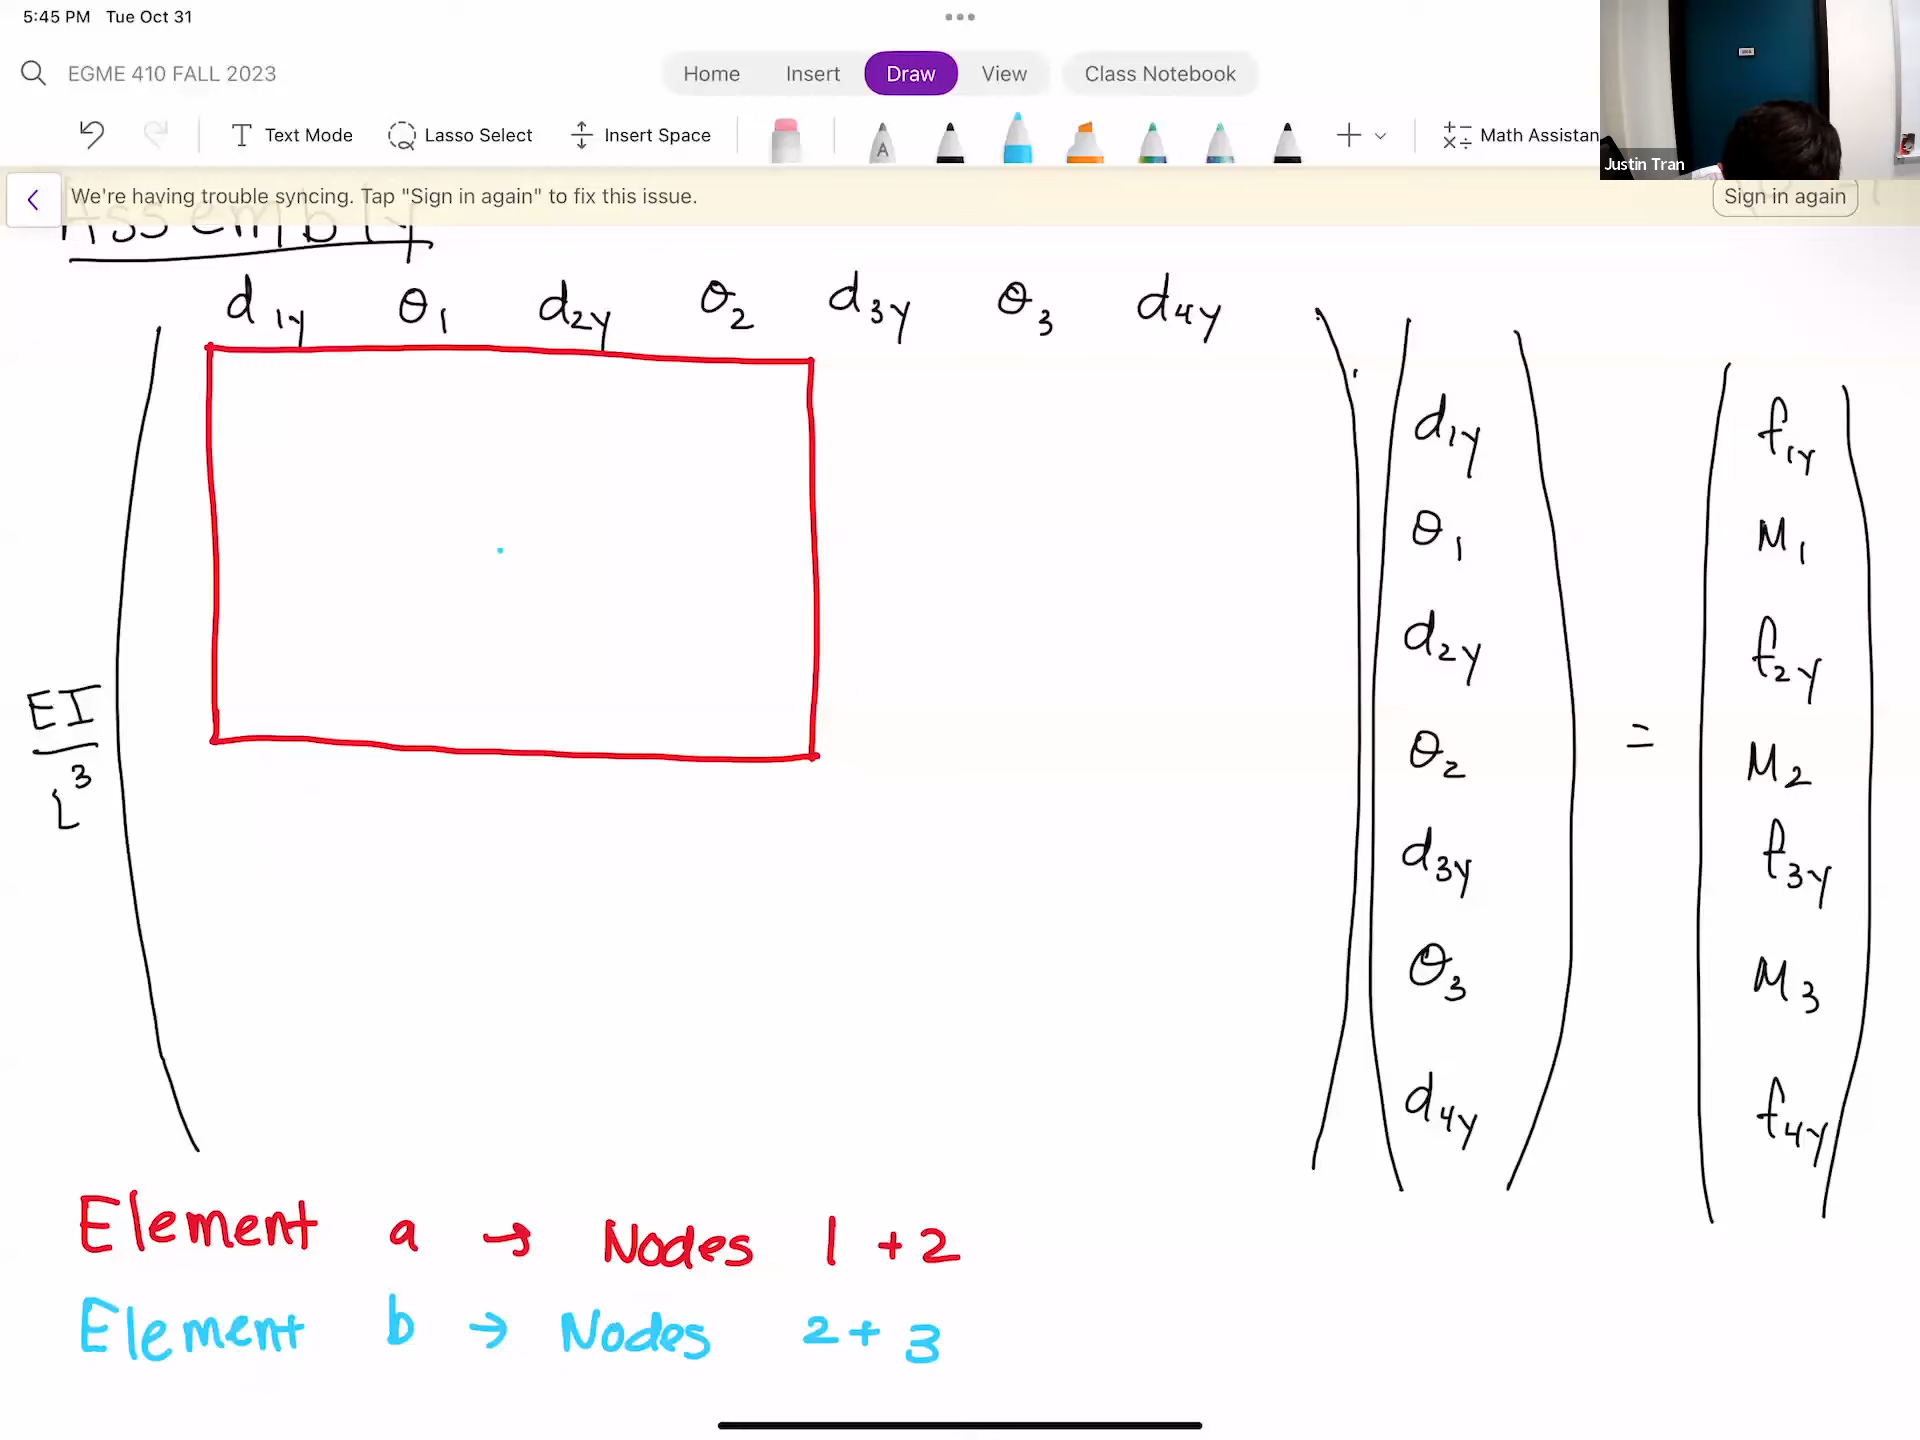 5:45 PM Tue Oct 31
EGME 410 FALL 2023
Home Insert Draw View Class Notebook
Text Mode Lasso Select Insert Space Math Assistan
Justin Tran
We're having trouble syncing. Tap "Sign in again" to fix this issue. Sign in again
Assembly
d1y θ1 d2y θ2 d3y θ3 d4y
EI/L³
d1y
θ1
d2y
θ2
d3y
θ3
d4y
=
f1y
M1
f2y
M2
f3y
M3
f4y
Element a → Nodes 1 + 2
Element b → Nodes 2 + 3